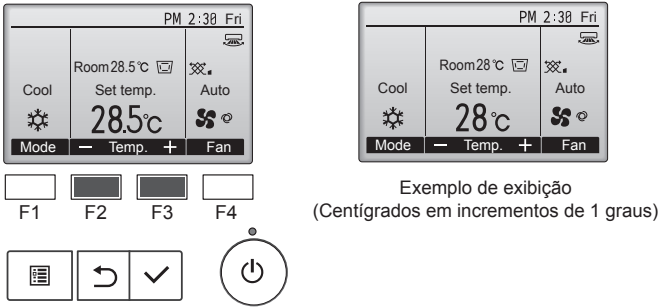 PM 2:30 Fri
Room 28.5℃
Cool Set temp. Auto
28.5℃
Mode − Temp. + Fan
F1 F2 F3 F4
PM 2:30 Fri
Room 28℃
Cool Set temp. Auto
28℃
Mode − Temp. + Fan
Exemplo de exibição
(Centígrados em incrementos de 1 graus)